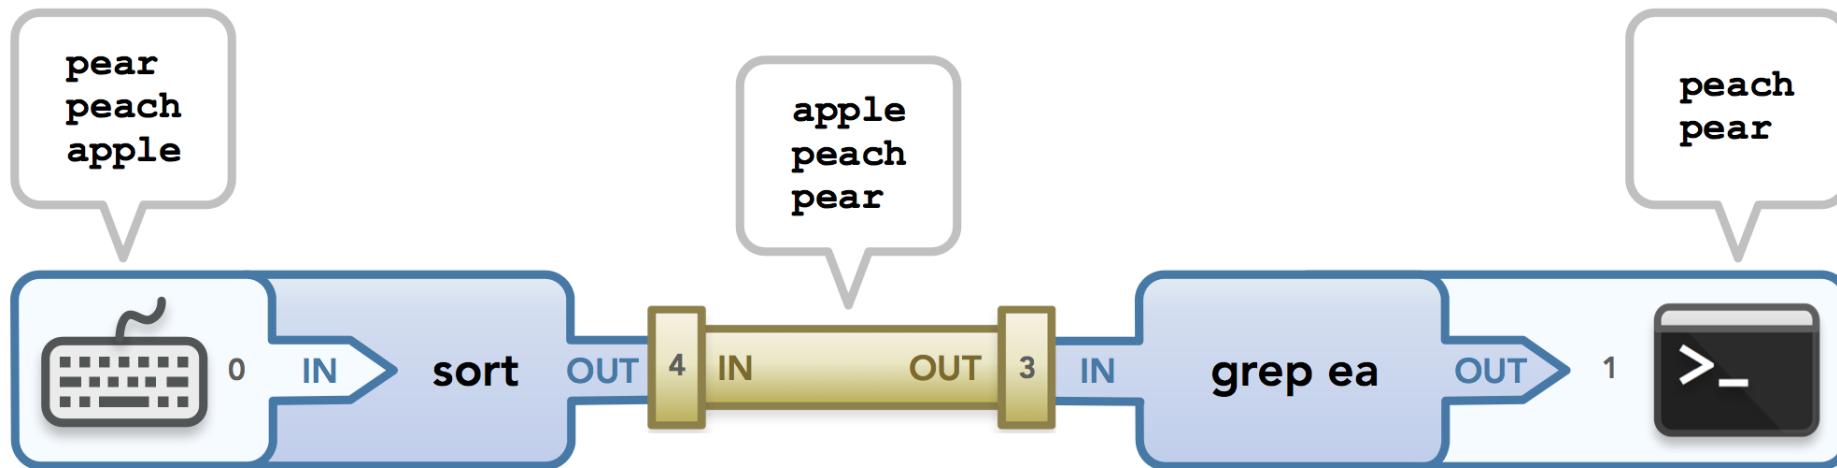 pear
peach
apple
apple
peach
pear
peach
pear
0 IN sort OUT 4 IN OUT 3 IN grep ea OUT 1 >_